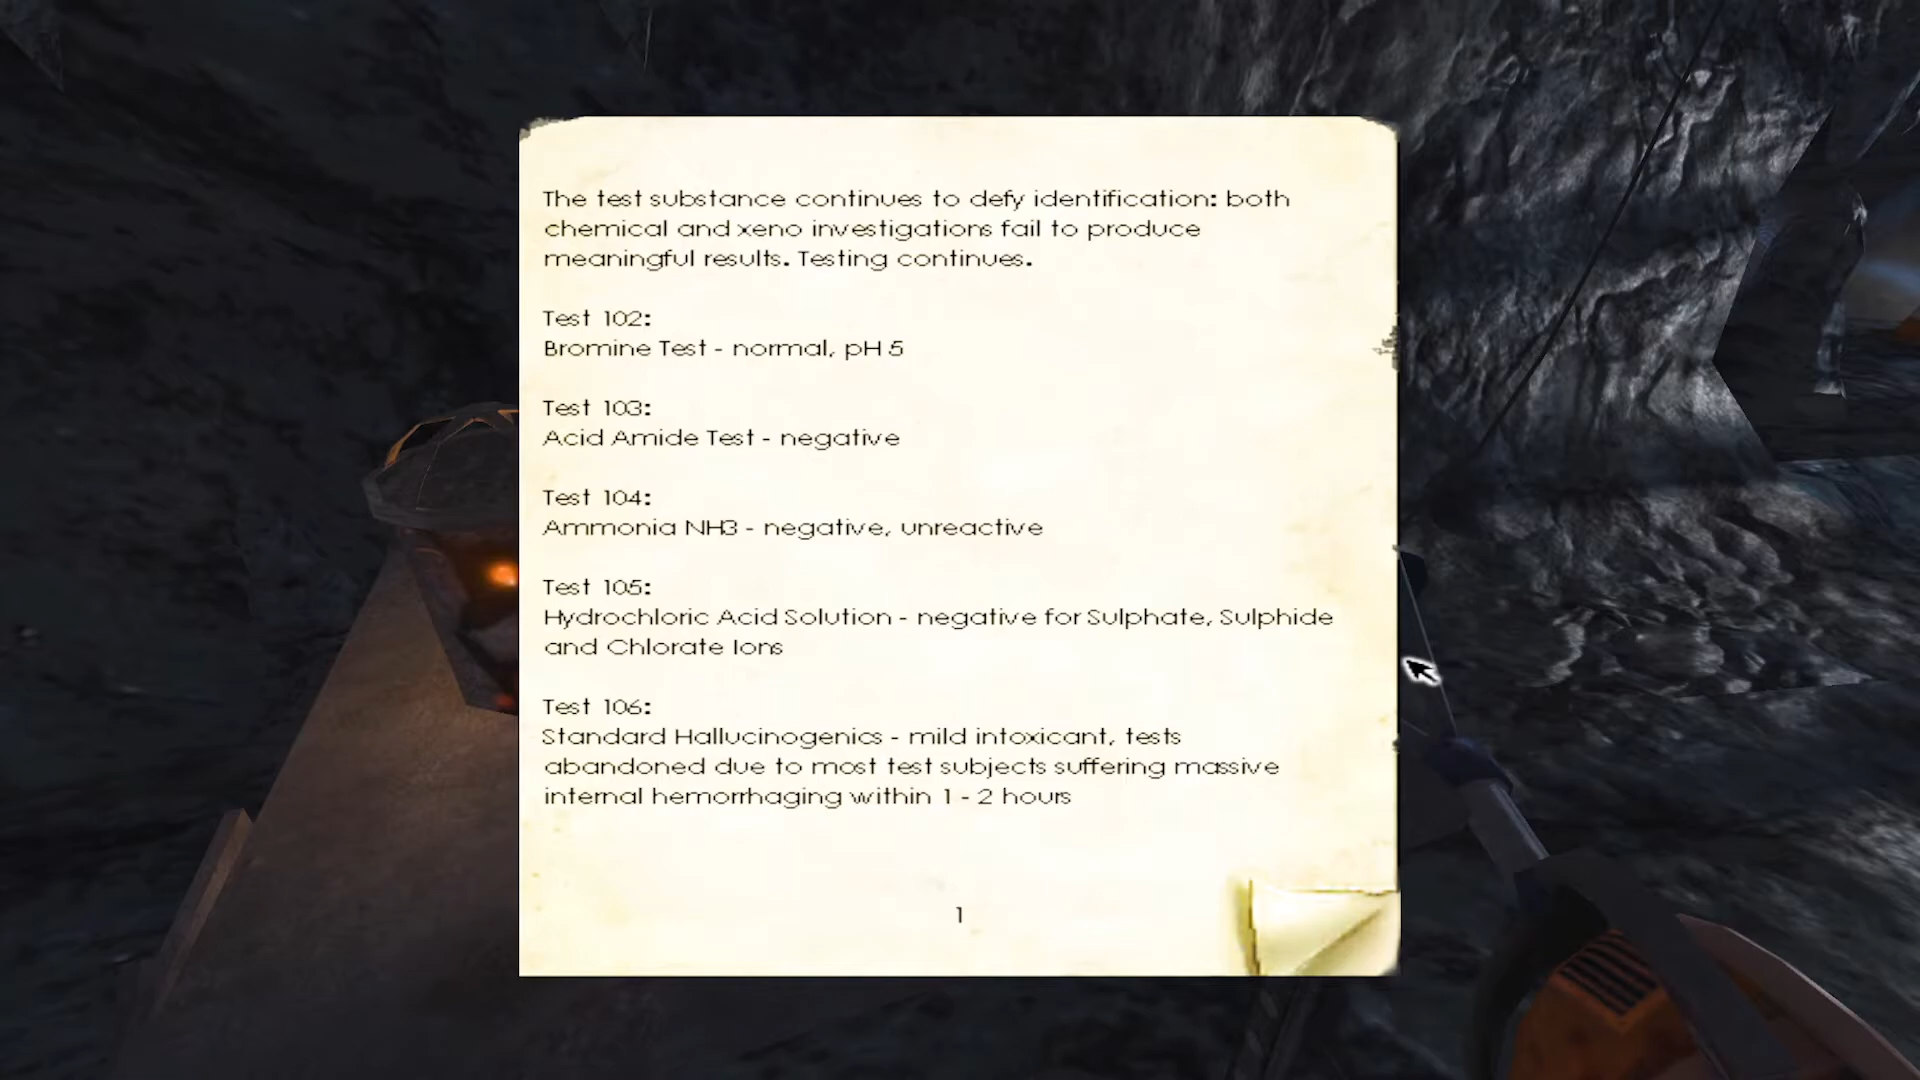 The test substance continues to defy identification: both
chemical and xeno investigations fail to produce
meaningful results. Testing continues.
Test 102:
Bromine Test - normal, pH 5
Test 103:
Acid Amide Test - negative
Test 104:
Ammonia NH3 - negative, unreactive
Test 105:
Hydrochloric Acid Solution - negative for Sulphate, Sulphide
and Chlorate Ions
Test 106:
Standard Hallucinogenics - mild intoxicant, tests
abandoned due to most test subjects suffering massive
internal hemorrhaging within 1 - 2 hours
1